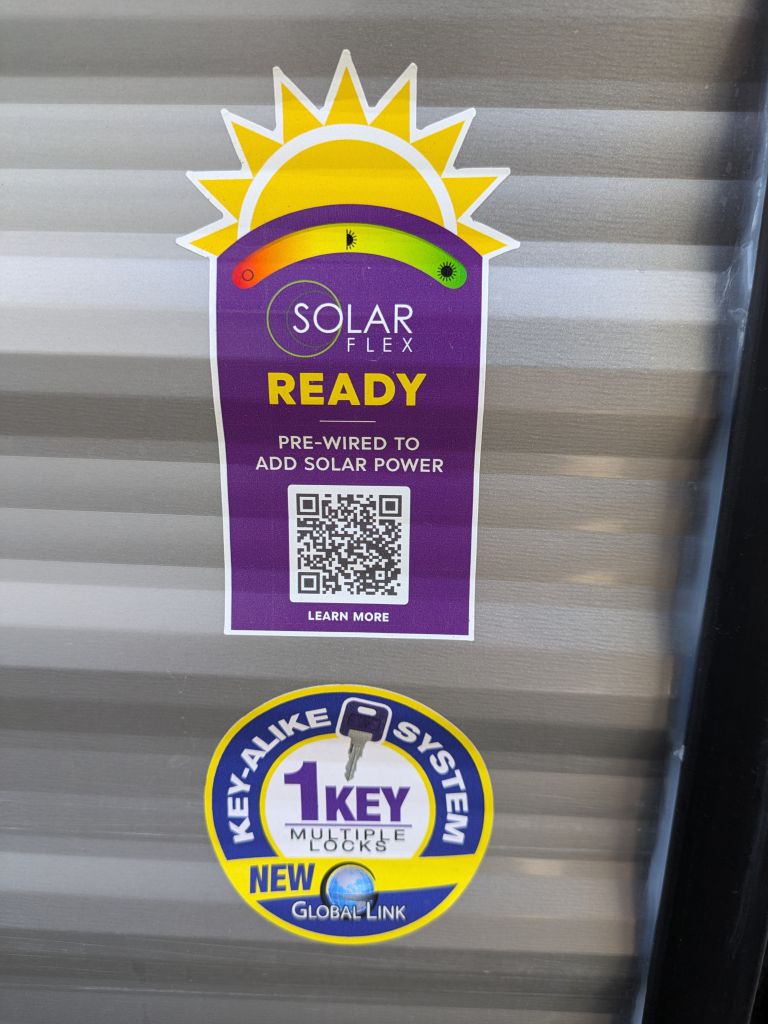 SOLAR
FLEX
READY
PRE-WIRED TO
ADD SOLAR POWER
LEARN MORE
KEY-ALIKE SYSTEM
1KEY
MULTIPLE
LOCKS
NEW
GLOBAL LINK